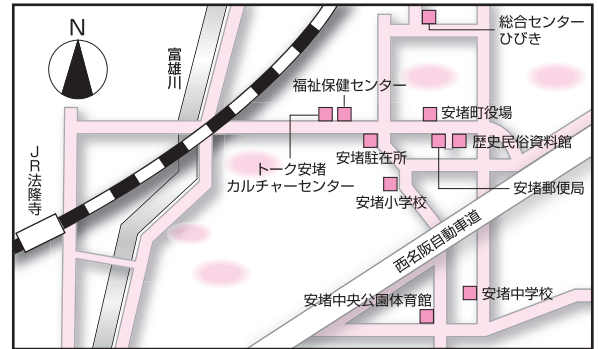 N
総合センター
ひびき
富雄川
福祉保健センター
安堵町役場
歴史民俗資料館
安堵駐在所
トーク安堵
カルチャーセンター
安堵郵便局
JR法隆寺
安堵小学校
西名阪自動車道
安堵中学校
安堵中央公園体育館